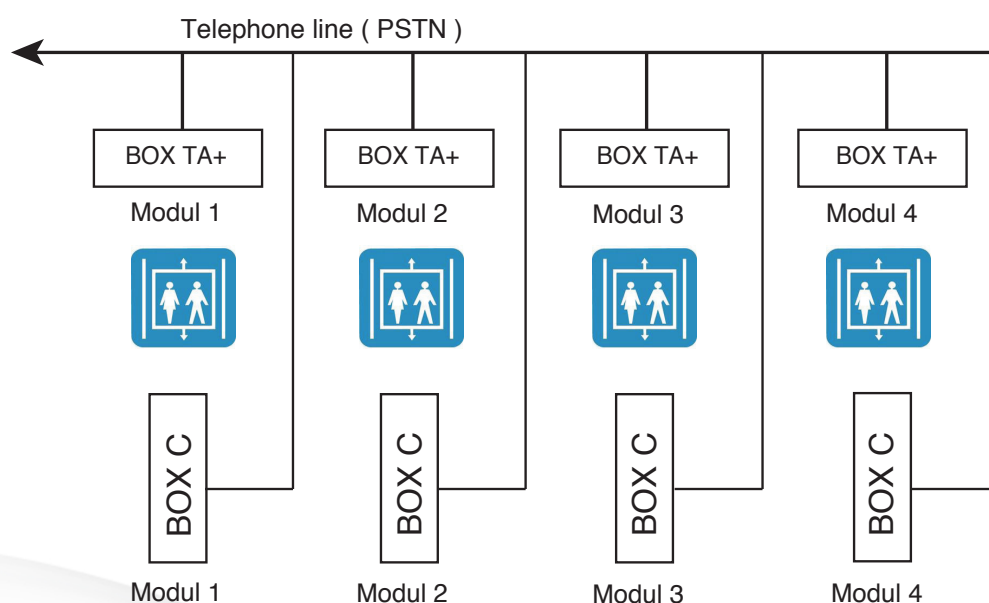 Telephone line ( PSTN )
BOX TA+ BOX TA+ BOX TA+ BOX TA+
Modul 1 Modul 2 Modul 3 Modul 4
BOX C BOX C BOX C BOX C
Modul 1 Modul 2 Modul 3 Modul 4